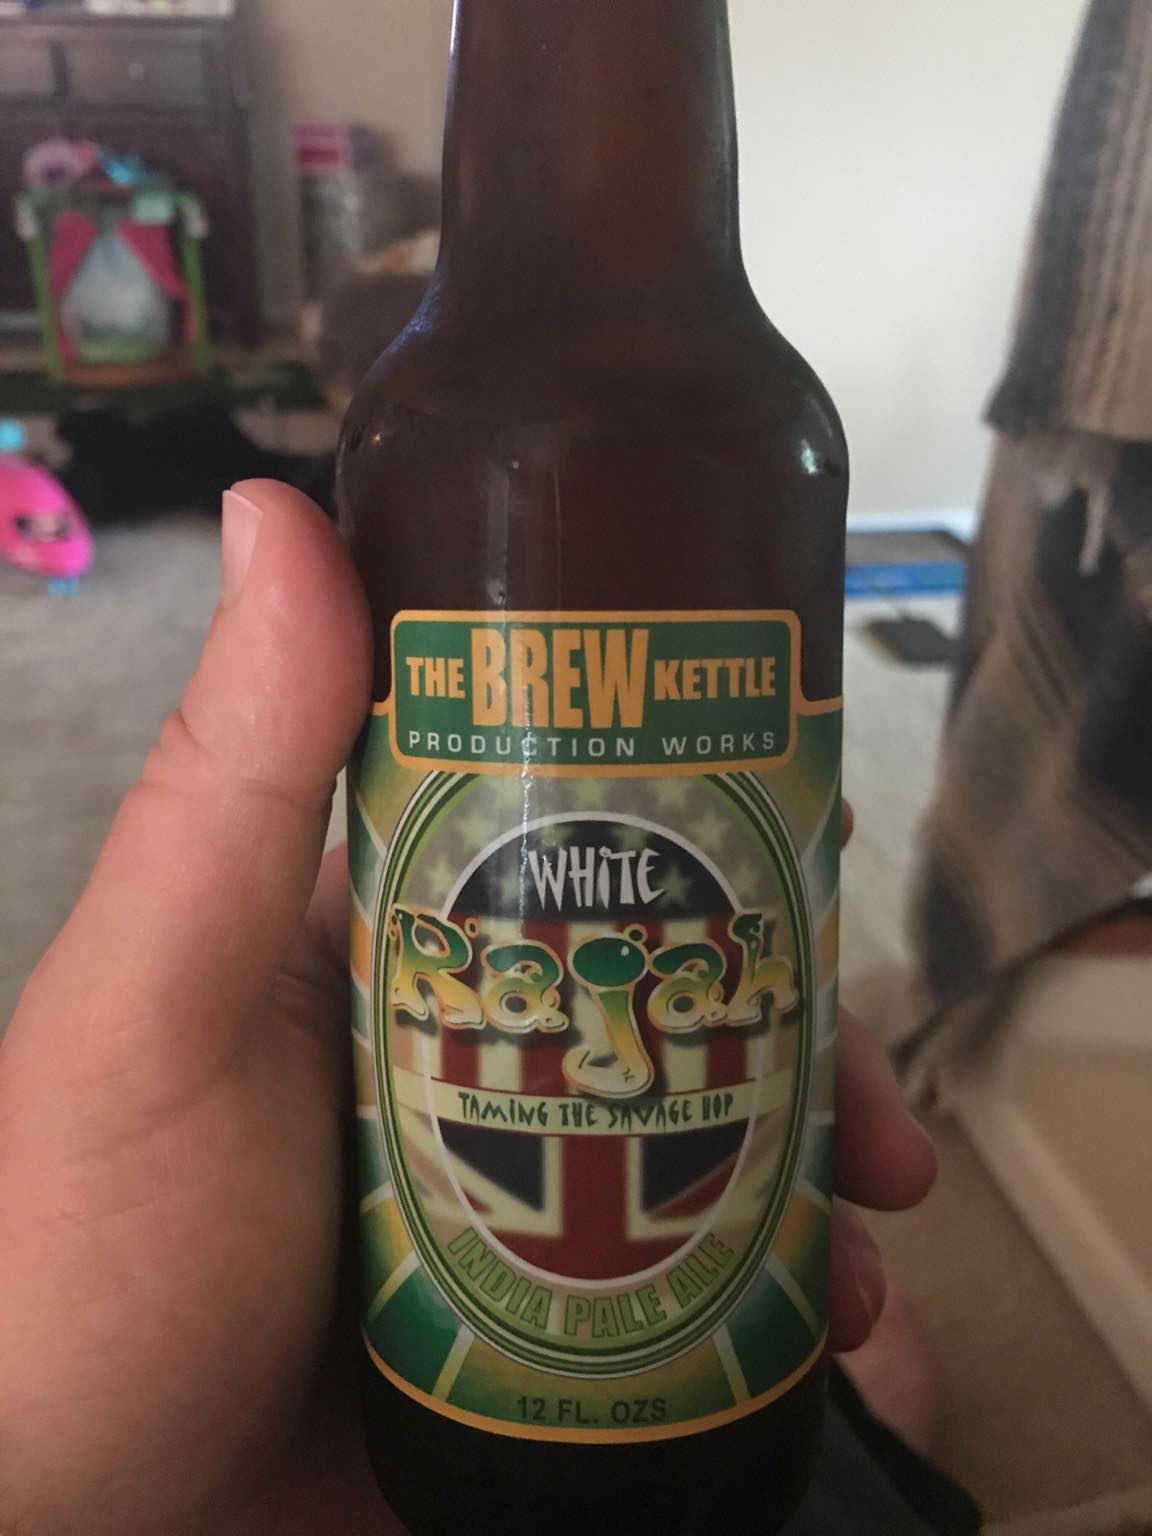 THE BREW KETTLE
PRODUCTION WORKS
WHiTE
Rajah
TAMING THE SAVAGE HOP
INDIA PALE ALE
12 FL. OZS